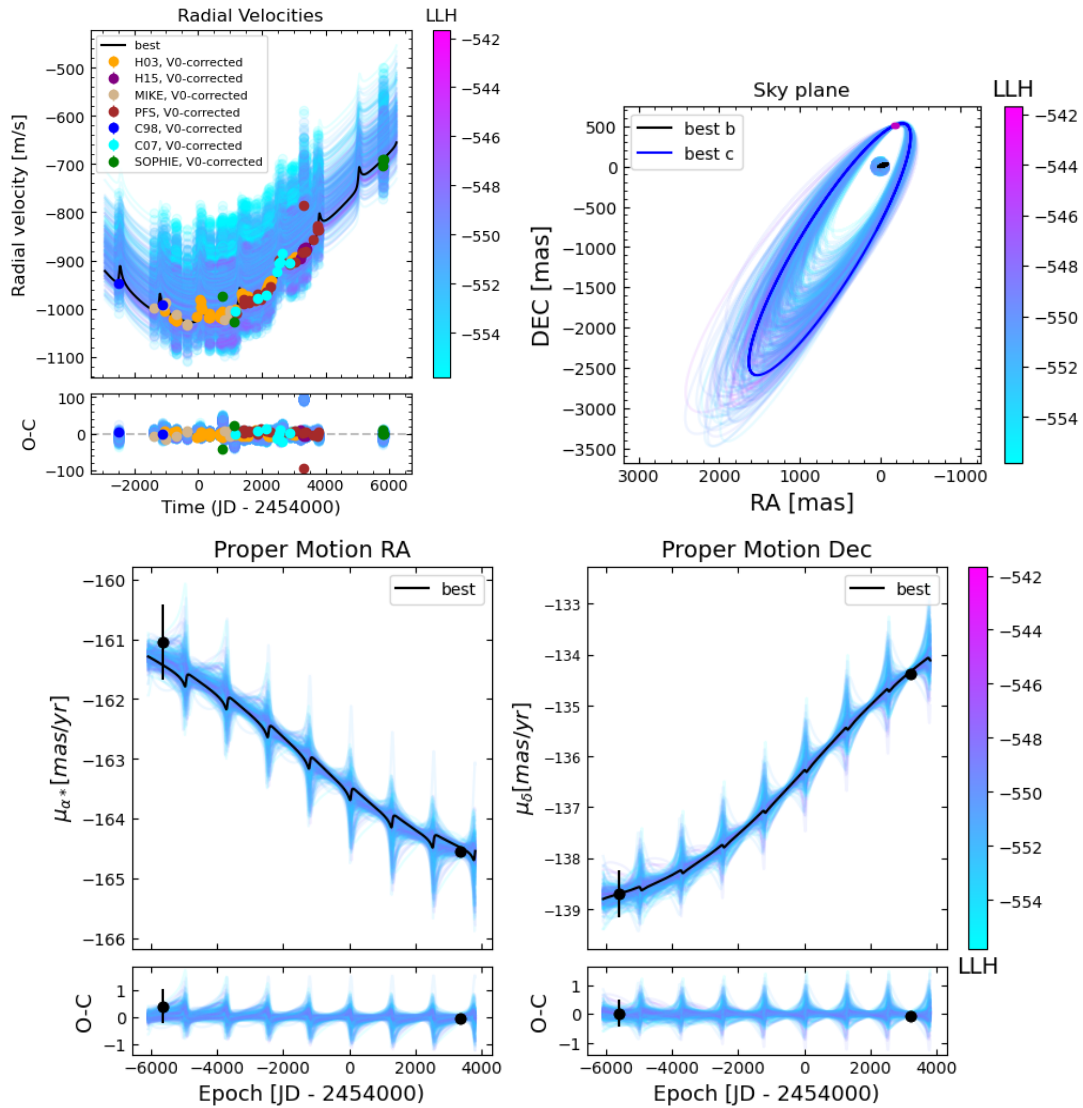 Radial Velocities
LLH
best
H03, V0-corrected
H15, V0-corrected
MIKE, V0-corrected
PFS, V0-corrected
C98, V0-corrected
C07, V0-corrected
SOPHIE, V0-corrected
Radial velocity [m/s]
−500
−600
−700
−800
−900
−1000
−1100
−542
−544
−546
−548
−550
−552
−554
O-C
100
0
−100
−2000
0
2000
4000
6000
Time (JD - 2454000)
Sky plane
LLH
best b
best c
DEC [mas]
500
0
−500
−1000
−1500
−2000
−2500
−3000
−3500
3000
2000
1000
0
−1000
RA [mas]
−542
−544
−546
−548
−550
−552
−554
Proper Motion RA
best
μα* [mas/yr]
−160
−161
−162
−163
−164
−165
−166
O-C
1
0
−1
−6000
−4000
−2000
0
2000
4000
Epoch [JD - 2454000]
Proper Motion Dec
best
μδ[mas/yr]
−133
−134
−135
−136
−137
−138
−139
−542
−544
−546
−548
−550
−552
−554
LLH
O-C
1
0
−1
−6000
−4000
−2000
0
2000
4000
Epoch [JD - 2454000]